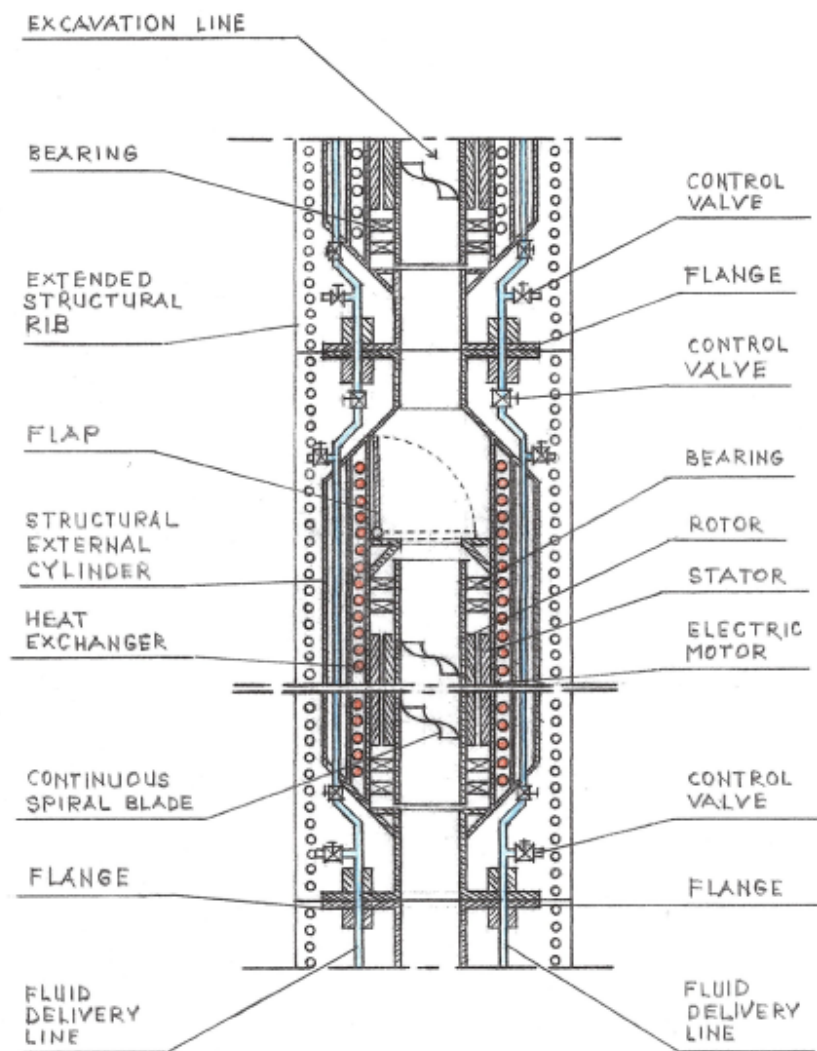 EXCAVATION LINE
BEARING
EXTENDED
STRUCTURAL
RIB
FLAP
STRUCTURAL
EXTERNAL
CYLINDER
HEAT
EXCHANGER
CONTINUOUS
SPIRAL BLADE
FLANGE
FLUID
DELIVERY
LINE
CONTROL
VALVE
FLANGE
CONTROL
VALVE
BEARING
ROTOR
STATOR
ELECTRIC
MOTOR
CONTROL
VALVE
FLANGE
FLUID
DELIVERY
LINE